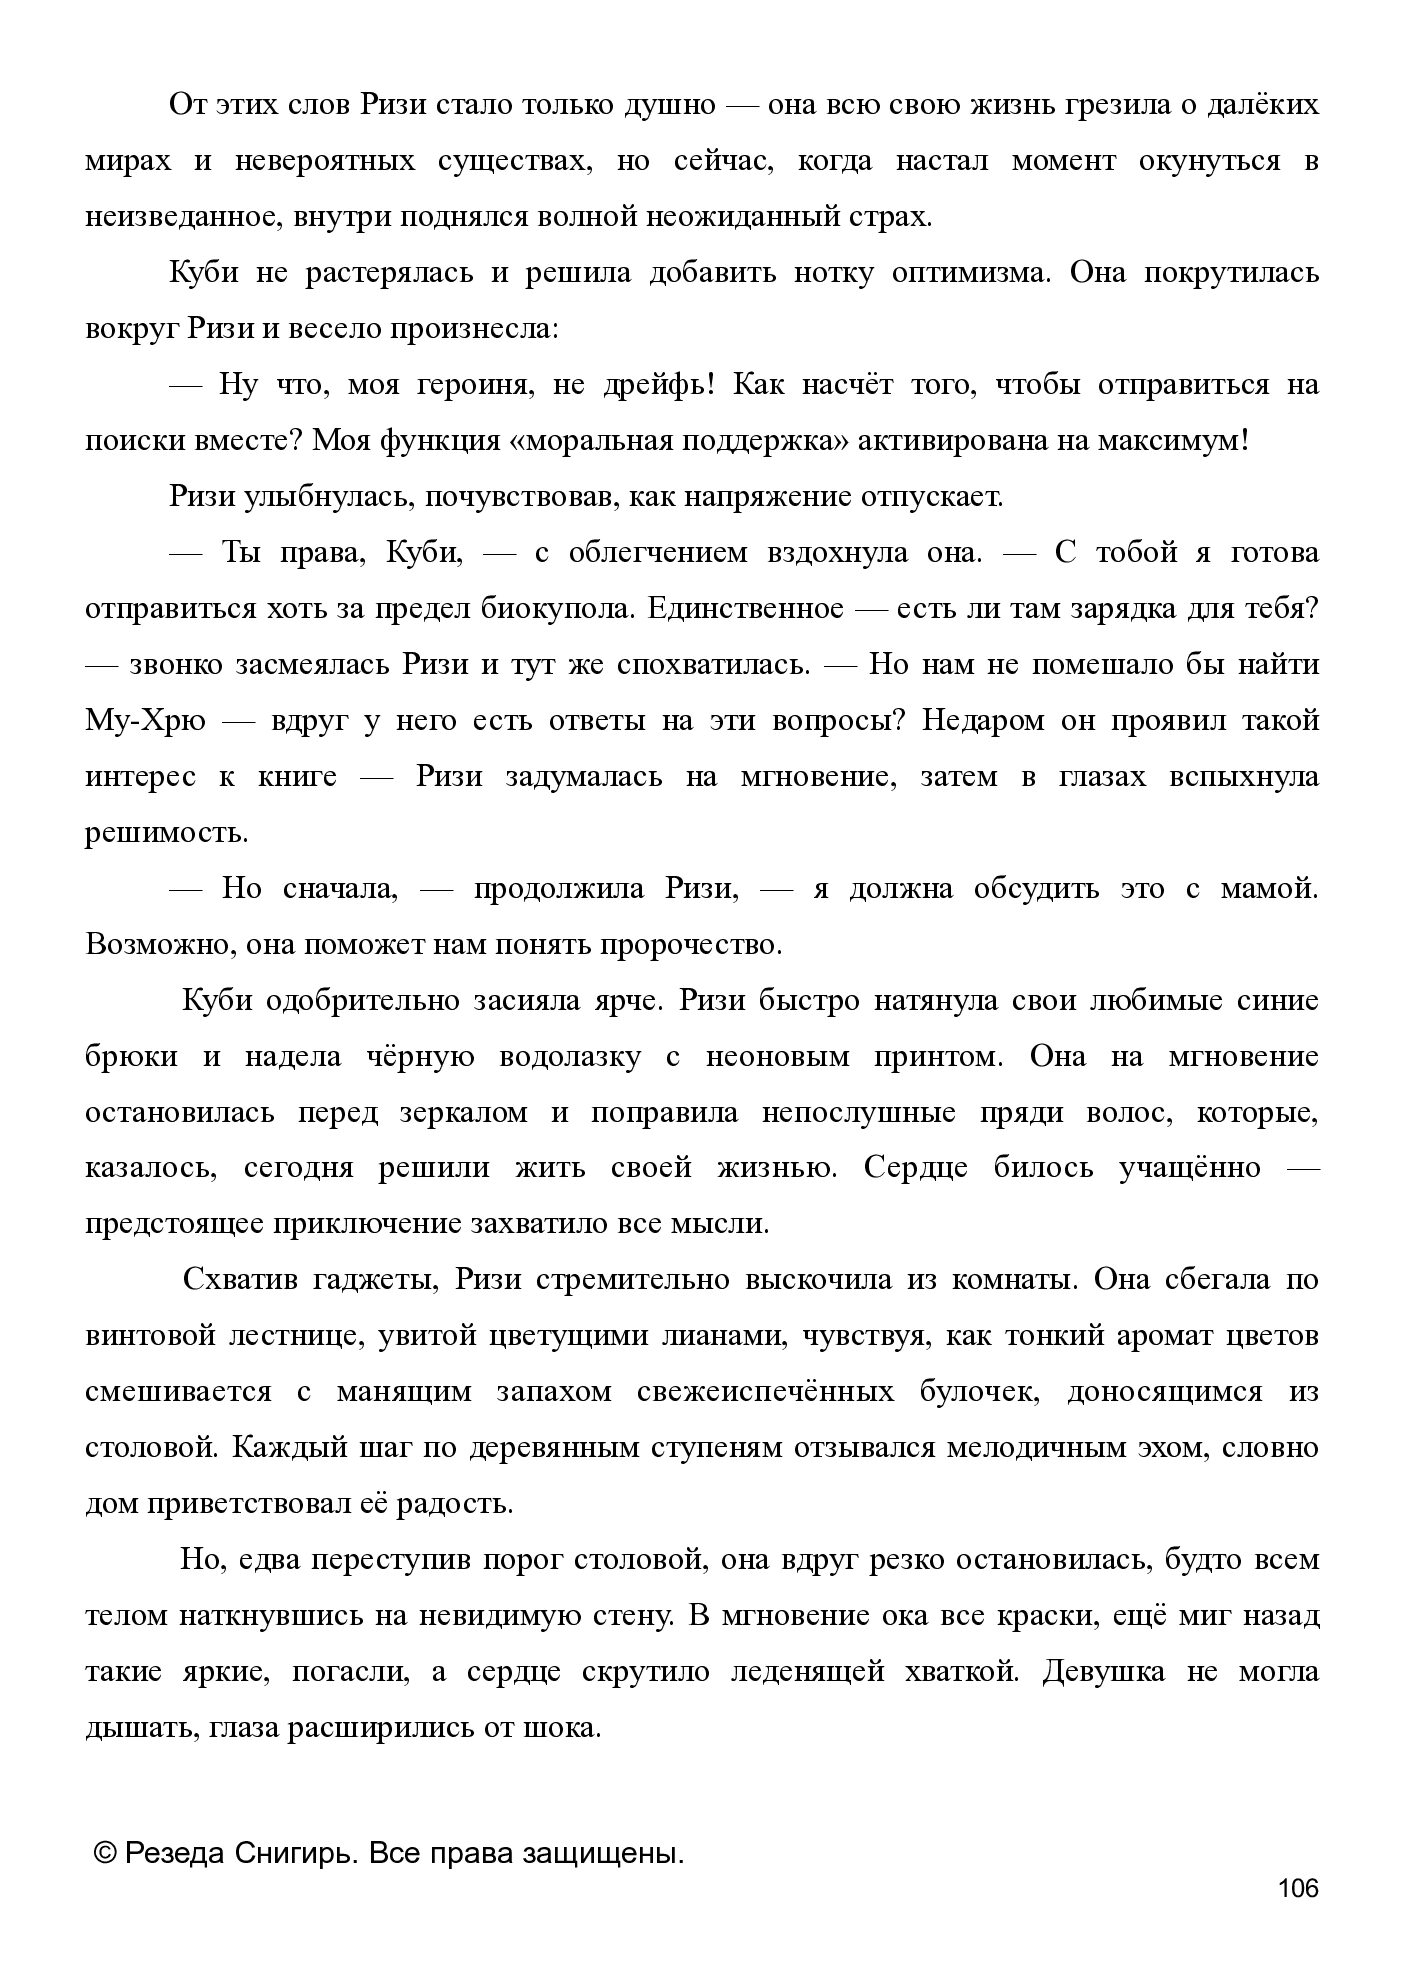 От этих слов Ризи стало только душно — она всю свою жизнь грезила о далёких
мирах и невероятных существах, но сейчас, когда настал момент окунуться в
неизведанное, внутри поднялся волной неожиданный страх.
Куби не растерялась и решила добавить нотку оптимизма. Она покрутилась
вокруг Ризи и весело произнесла:
— Ну что, моя героиня, не дрейфь! Как насчёт того, чтобы отправиться на
поиски вместе? Моя функция «моральная поддержка» активирована на максимум!
Ризи улыбнулась, почувствовав, как напряжение отпускает.
— Ты права, Куби, — с облегчением вздохнула она. — С тобой я готова
отправиться хоть за предел биокупола. Единственное — есть ли там зарядка для тебя?
— звонко засмеялась Ризи и тут же спохватилась. — Но нам не помешало бы найти
Му-Хрю — вдруг у него есть ответы на эти вопросы? Недаром он проявил такой
интерес к книге — Ризи задумалась на мгновение, затем в глазах вспыхнула
решимость.
— Но сначала, — продолжила Ризи, — я должна обсудить это с мамой.
Возможно, она поможет нам понять пророчество.
Куби одобрительно засияла ярче. Ризи быстро натянула свои любимые синие
брюки и надела чёрную водолазку с неоновым принтом. Она на мгновение
остановилась перед зеркалом и поправила непослушные пряди волос, которые,
казалось, сегодня решили жить своей жизнью. Сердце билось учащённо —
предстоящее приключение захватило все мысли.
Схватив гаджеты, Ризи стремительно выскочила из комнаты. Она сбегала по
винтовой лестнице, увитой цветущими лианами, чувствуя, как тонкий аромат цветов
смешивается с манящим запахом свежеиспечённых булочек, доносящимся из
столовой. Каждый шаг по деревянным ступеням отзывался мелодичным эхом, словно
дом приветствовал её радость.
Но, едва переступив порог столовой, она вдруг резко остановилась, будто всем
телом наткнувшись на невидимую стену. В мгновение ока все краски, ещё миг назад
такие яркие, погасли, а сердце скрутило леденящей хваткой. Девушка не могла
дышать, глаза расширились от шока.
© Резеда Снигирь. Все права защищены.
106